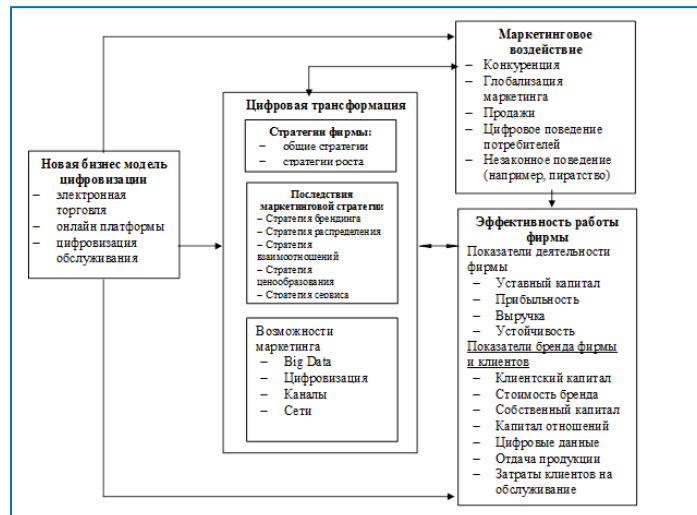 Новая бизнес модель
цифровизации
– электронная
торговля
– онлайн платформы
– цифровизация
обслуживания
Цифровая трансформация
Стратегии фирмы:
– общие стратегии
– стратегии роста
Последствия
маркетинговой стратегии
– Стратегия брендинга
– Стратегия распределения
– Стратегия
взаимоотношений
– Стратегия
ценообразования
– Стратегия сервиса
Возможности
маркетинга
– Big Data
– Цифровизация
– Каналы
– Сети
Маркетинговое
воздействие
– Конкуренция
– Глобализация
маркетинга
– Продажи
– Цифровое поведение
потребителей
– Незаконное поведение
(например, пиратство)
Эффективность работы
фирмы
Показатели деятельности
фирмы
– Уставный капитал
– Прибыльность
– Выручка
– Устойчивость
Показатели бренда фирмы
и клиентов
– Клиентский капитал
– Стоимость бренда
– Собственный капитал
– Капитал отношений
– Цифровые данные
– Отдача продукции
– Затраты клиентов на
обслуживание